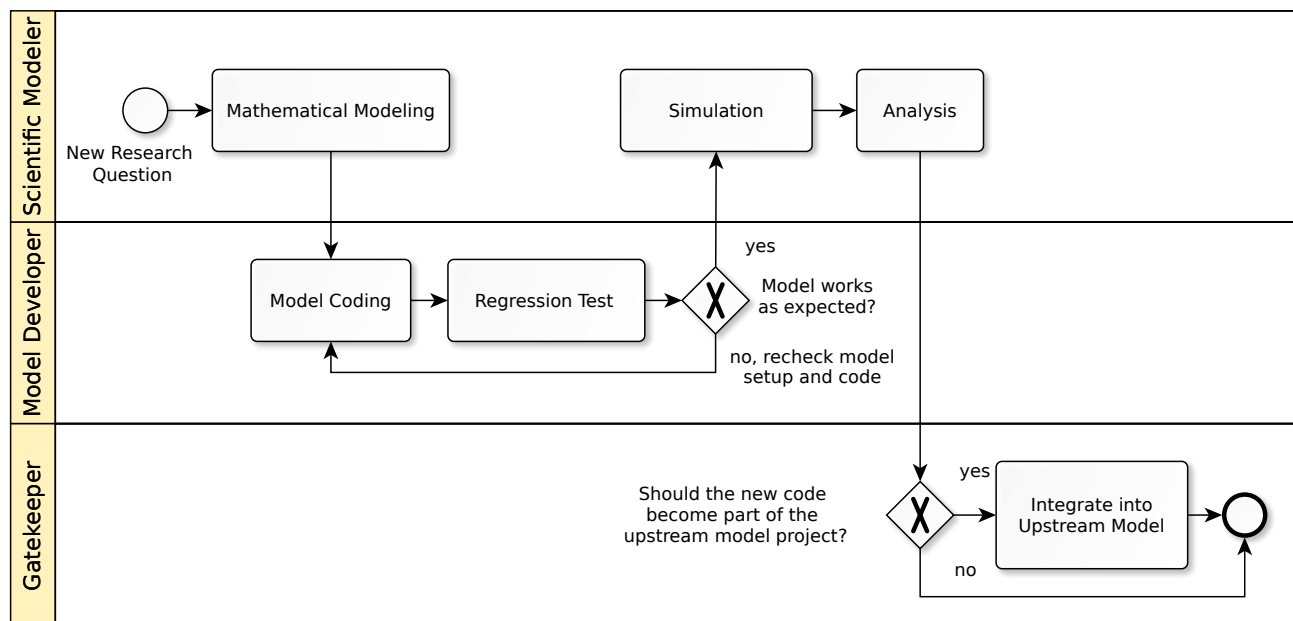 Scientific Modeler
New Research
Question
Mathematical Modeling
Simulation
Analysis
Model Developer
Model Coding
Regression Test
yes
Model works
as expected?
no, recheck model
setup and code
Gatekeeper
Should the new code
become part of the
upstream model project?
yes
Integrate into
Upstream Model
no